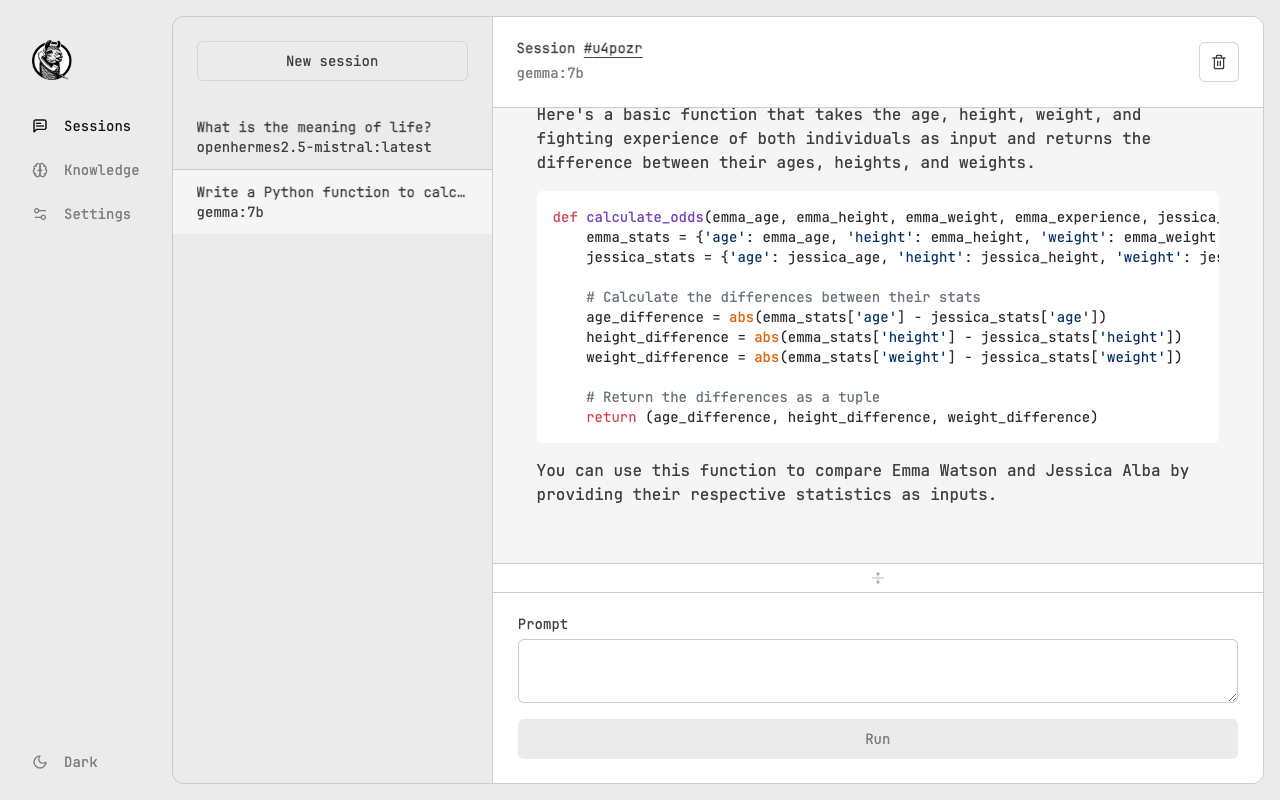 Sessions
Knowledge
Settings
Dark
New session
What is the meaning of life?
openhermes2.5-mistral:latest
Write a Python function to calc…
gemma:7b
Session #u4pozr
gemma:7b
Here's a basic function that takes the age, height, weight, and
fighting experience of both individuals as input and returns the
difference between their ages, heights, and weights.
def calculate_odds(emma_age, emma_height, emma_weight, emma_experience, jessica_
    emma_stats = {'age': emma_age, 'height': emma_height, 'weight': emma_weight
    jessica_stats = {'age': jessica_age, 'height': jessica_height, 'weight': jes
    # Calculate the differences between their stats
    age_difference = abs(emma_stats['age'] - jessica_stats['age'])
    height_difference = abs(emma_stats['height'] - jessica_stats['height'])
    weight_difference = abs(emma_stats['weight'] - jessica_stats['weight'])
    # Return the differences as a tuple
    return (age_difference, height_difference, weight_difference)
You can use this function to compare Emma Watson and Jessica Alba by
providing their respective statistics as inputs.
Prompt
Run